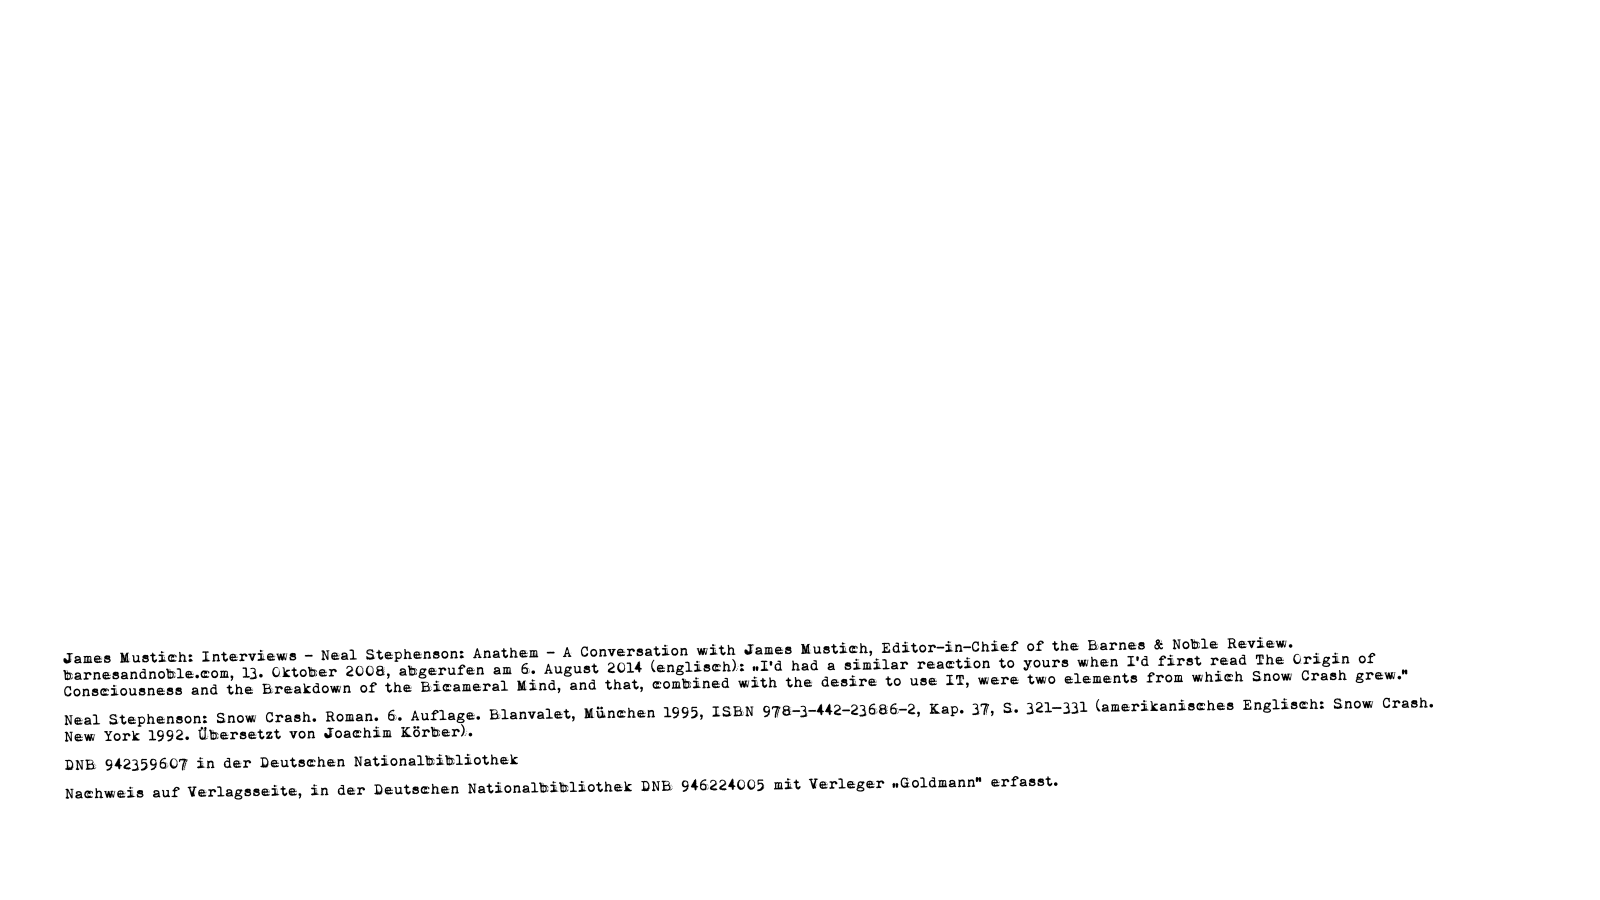 James Mustich: Interviews – Neal Stephenson: Anathem – A Conversation with James Mustich, Editor-in-Chief of the Barnes & Noble Review.
barnesandnoble.com, 13. Oktober 2008, abgerufen am 6. August 2014 (englisch): „I'd had a similar reaction to yours when I'd first read The Origin of
Consciousness and the Breakdown of the Bicameral Mind, and that, combined with the desire to use IT, were two elements from which Snow Crash grew."
Neal Stephenson: Snow Crash. Roman. 6. Auflage. Blanvalet, München 1995, ISBN 978-3-442-23686-2, Kap. 37, S. 321–331 (amerikanisches Englisch: Snow Crash.
New York 1992. Übersetzt von Joachim Körber).
DNB 942359607 in der Deutschen Nationalbibliothek
Nachweis auf Verlagsseite, in der Deutschen Nationalbibliothek DNB 946224005 mit Verleger „Goldmann" erfasst.